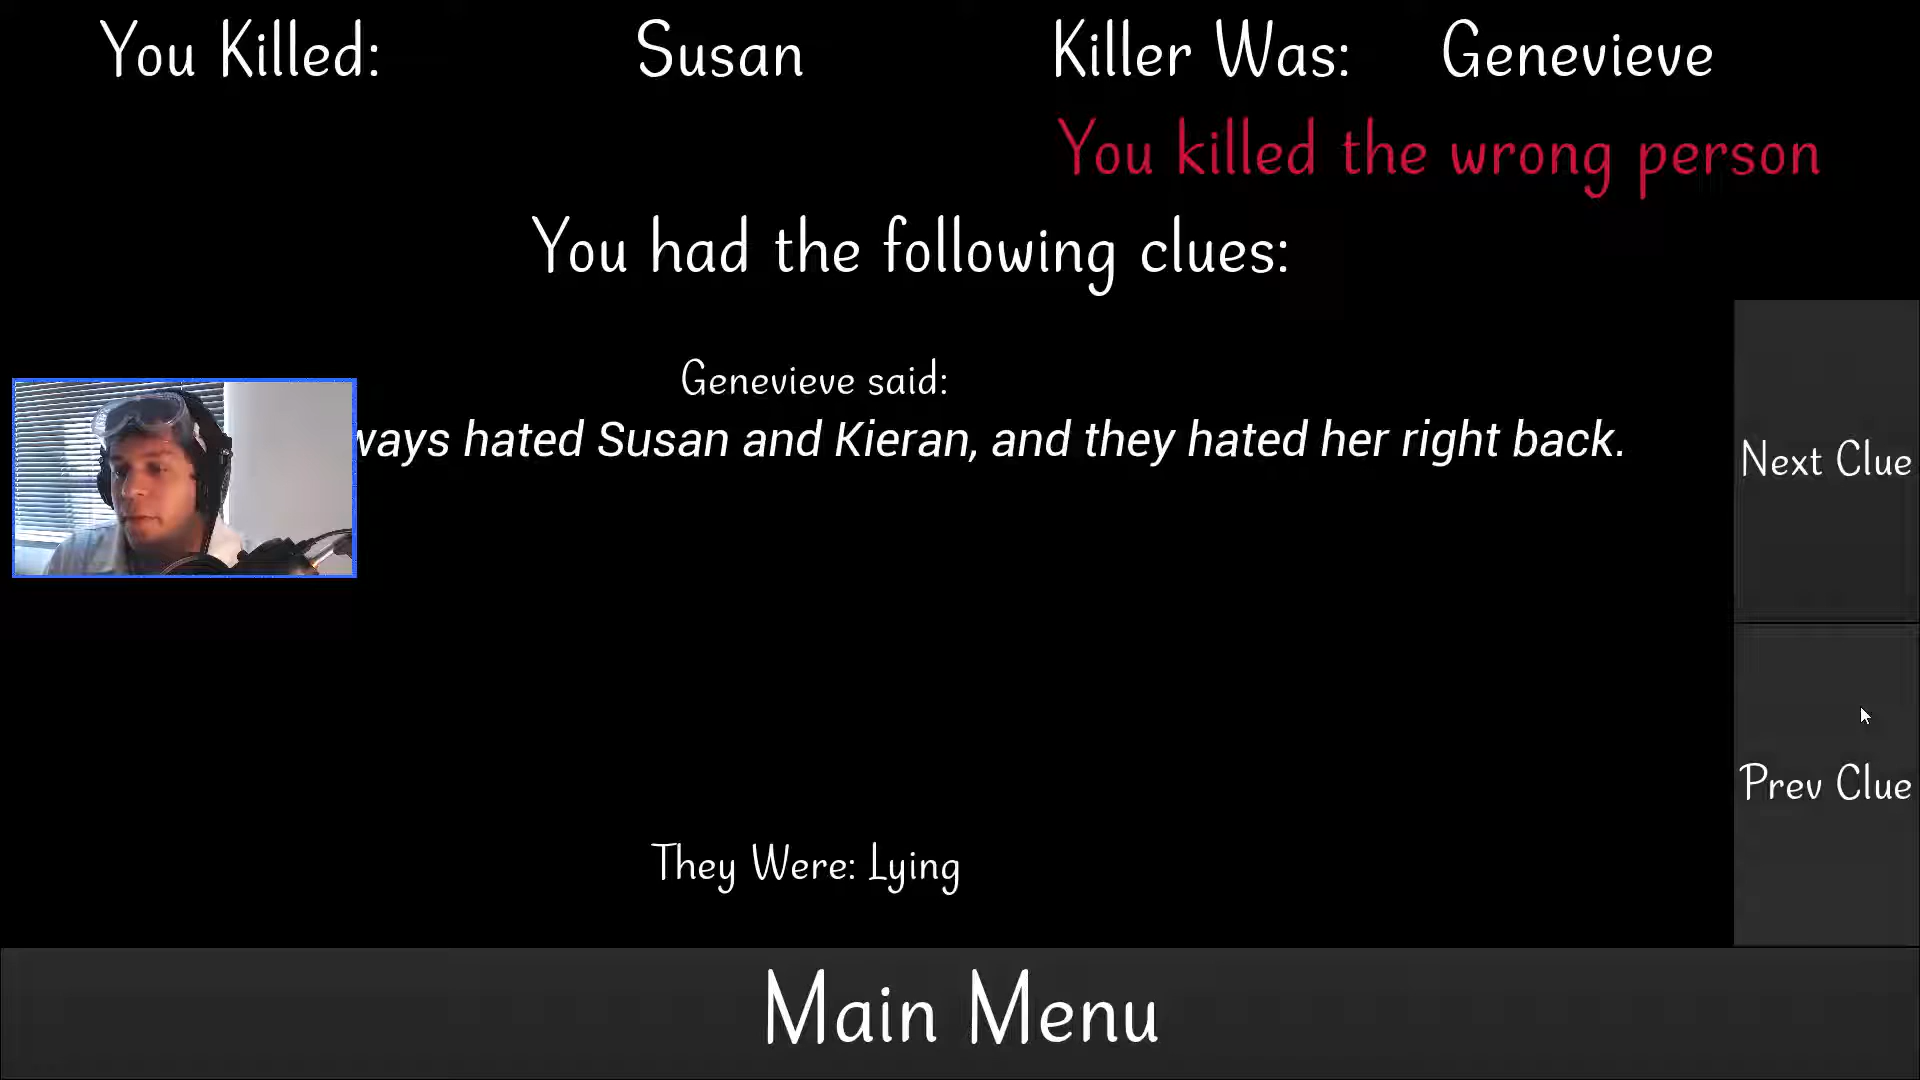 You Killed: Susan Killer Was: Genevieve
You killed the wrong person
You had the following clues:
Genevieve said:
hated Susan and Kieran, and they hated her right back.
Next Clue
Prev Clue
They Were: Lying
Main Menu